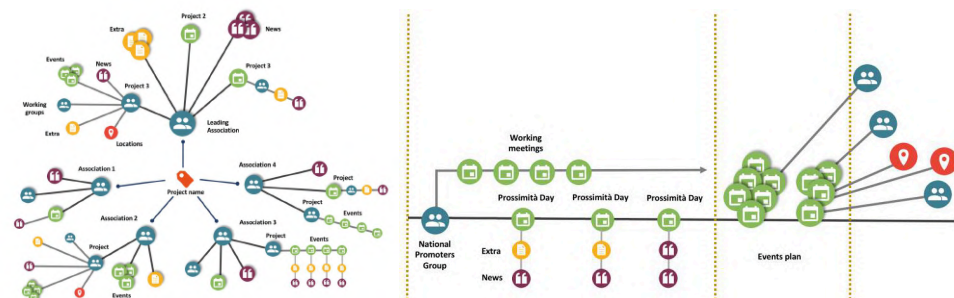 Project 2
Extra
News
Events
News
Project 3
Project 3
Working
groups
Leading
Association
Extra
Locations
Association 1
Association 4
Project
Project name
Association 2
Association 3
Project
Events
Project
Project
Events
Events
Working
meetings
Prossimità Day
Prossimità Day
Prossimità Day
National
Promoters
Group
Extra
News
Events plan